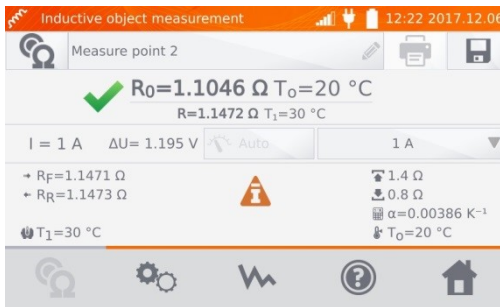 Inductive object measurement 12:22 2017.12.06
Measure point 2
R0=1.1046 Ω To=20 °C
R=1.1472 Ω T1=30 °C
I = 1 A ΔU= 1.195 V Auto 1 A
RF=1.1471 Ω 1.4 Ω
RR=1.1473 Ω 0.8 Ω
α=0.00386 K⁻¹
T1=30 °C To=20 °C